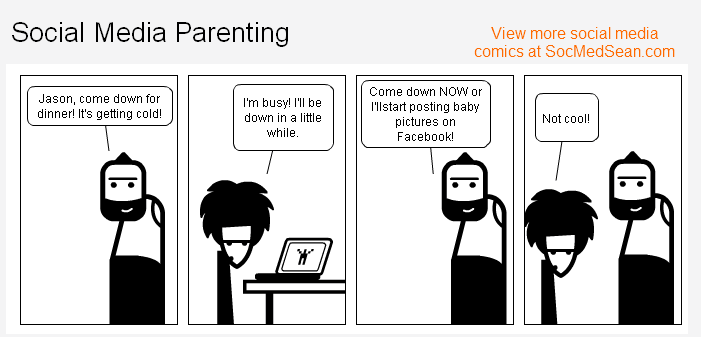 Social Media Parenting
View more social media
comics at SocMedSean.com
Jason, come down for
dinner! It's getting cold!
I'm busy! I'll be
down in a little
while.
Come down NOW or
I'llstart posting baby
pictures on
Facebook!
Not cool!